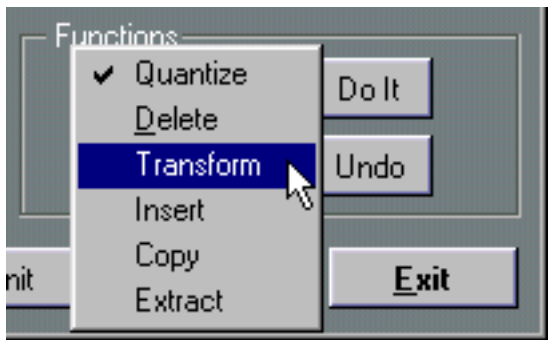 Functions
✔ Quantize
Do It
Delete
Transform
Undo
Insert
Copy
nit
Exit
Extract